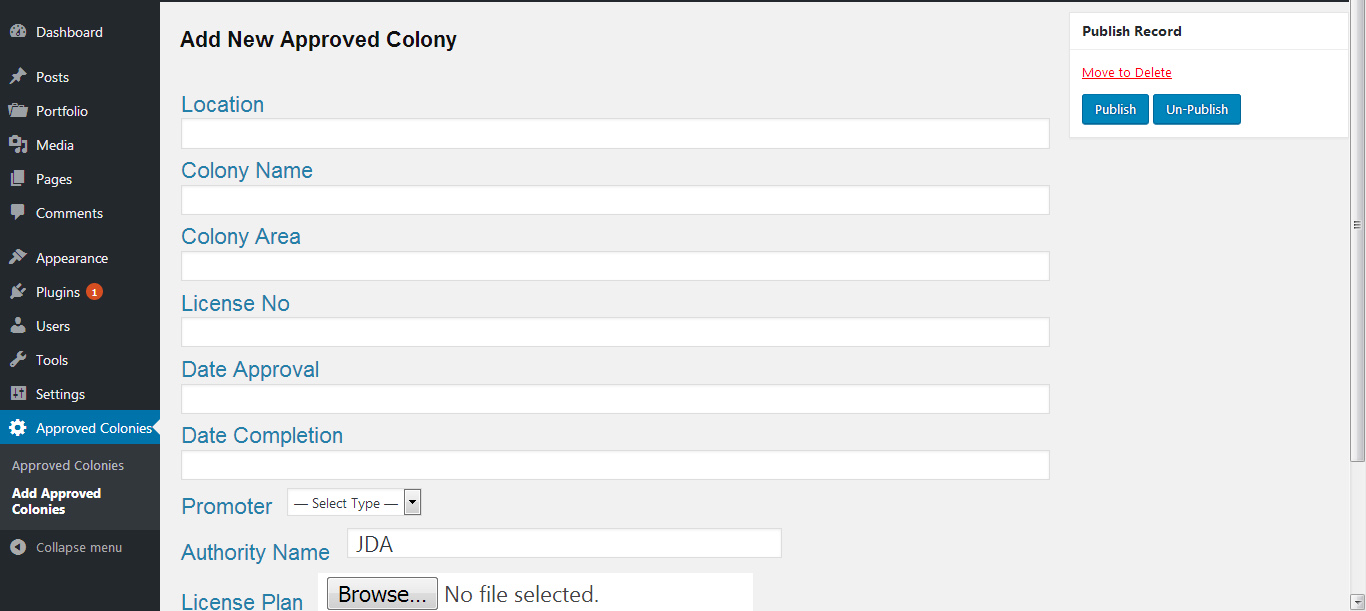 Dashboard
Posts
Portfolio
Media
Pages
Comments
Appearance
Plugins 1
Users
Tools
Settings
Approved Colonies
Approved Colonies
Add Approved
Colonies
Collapse menu
Add New Approved Colony
Location
Colony Name
Colony Area
License No
Date Approval
Date Completion
Promoter — Select Type —
Authority Name JDA
License Plan Browse... No file selected.
Publish Record
Move to Delete
Publish Un-Publish